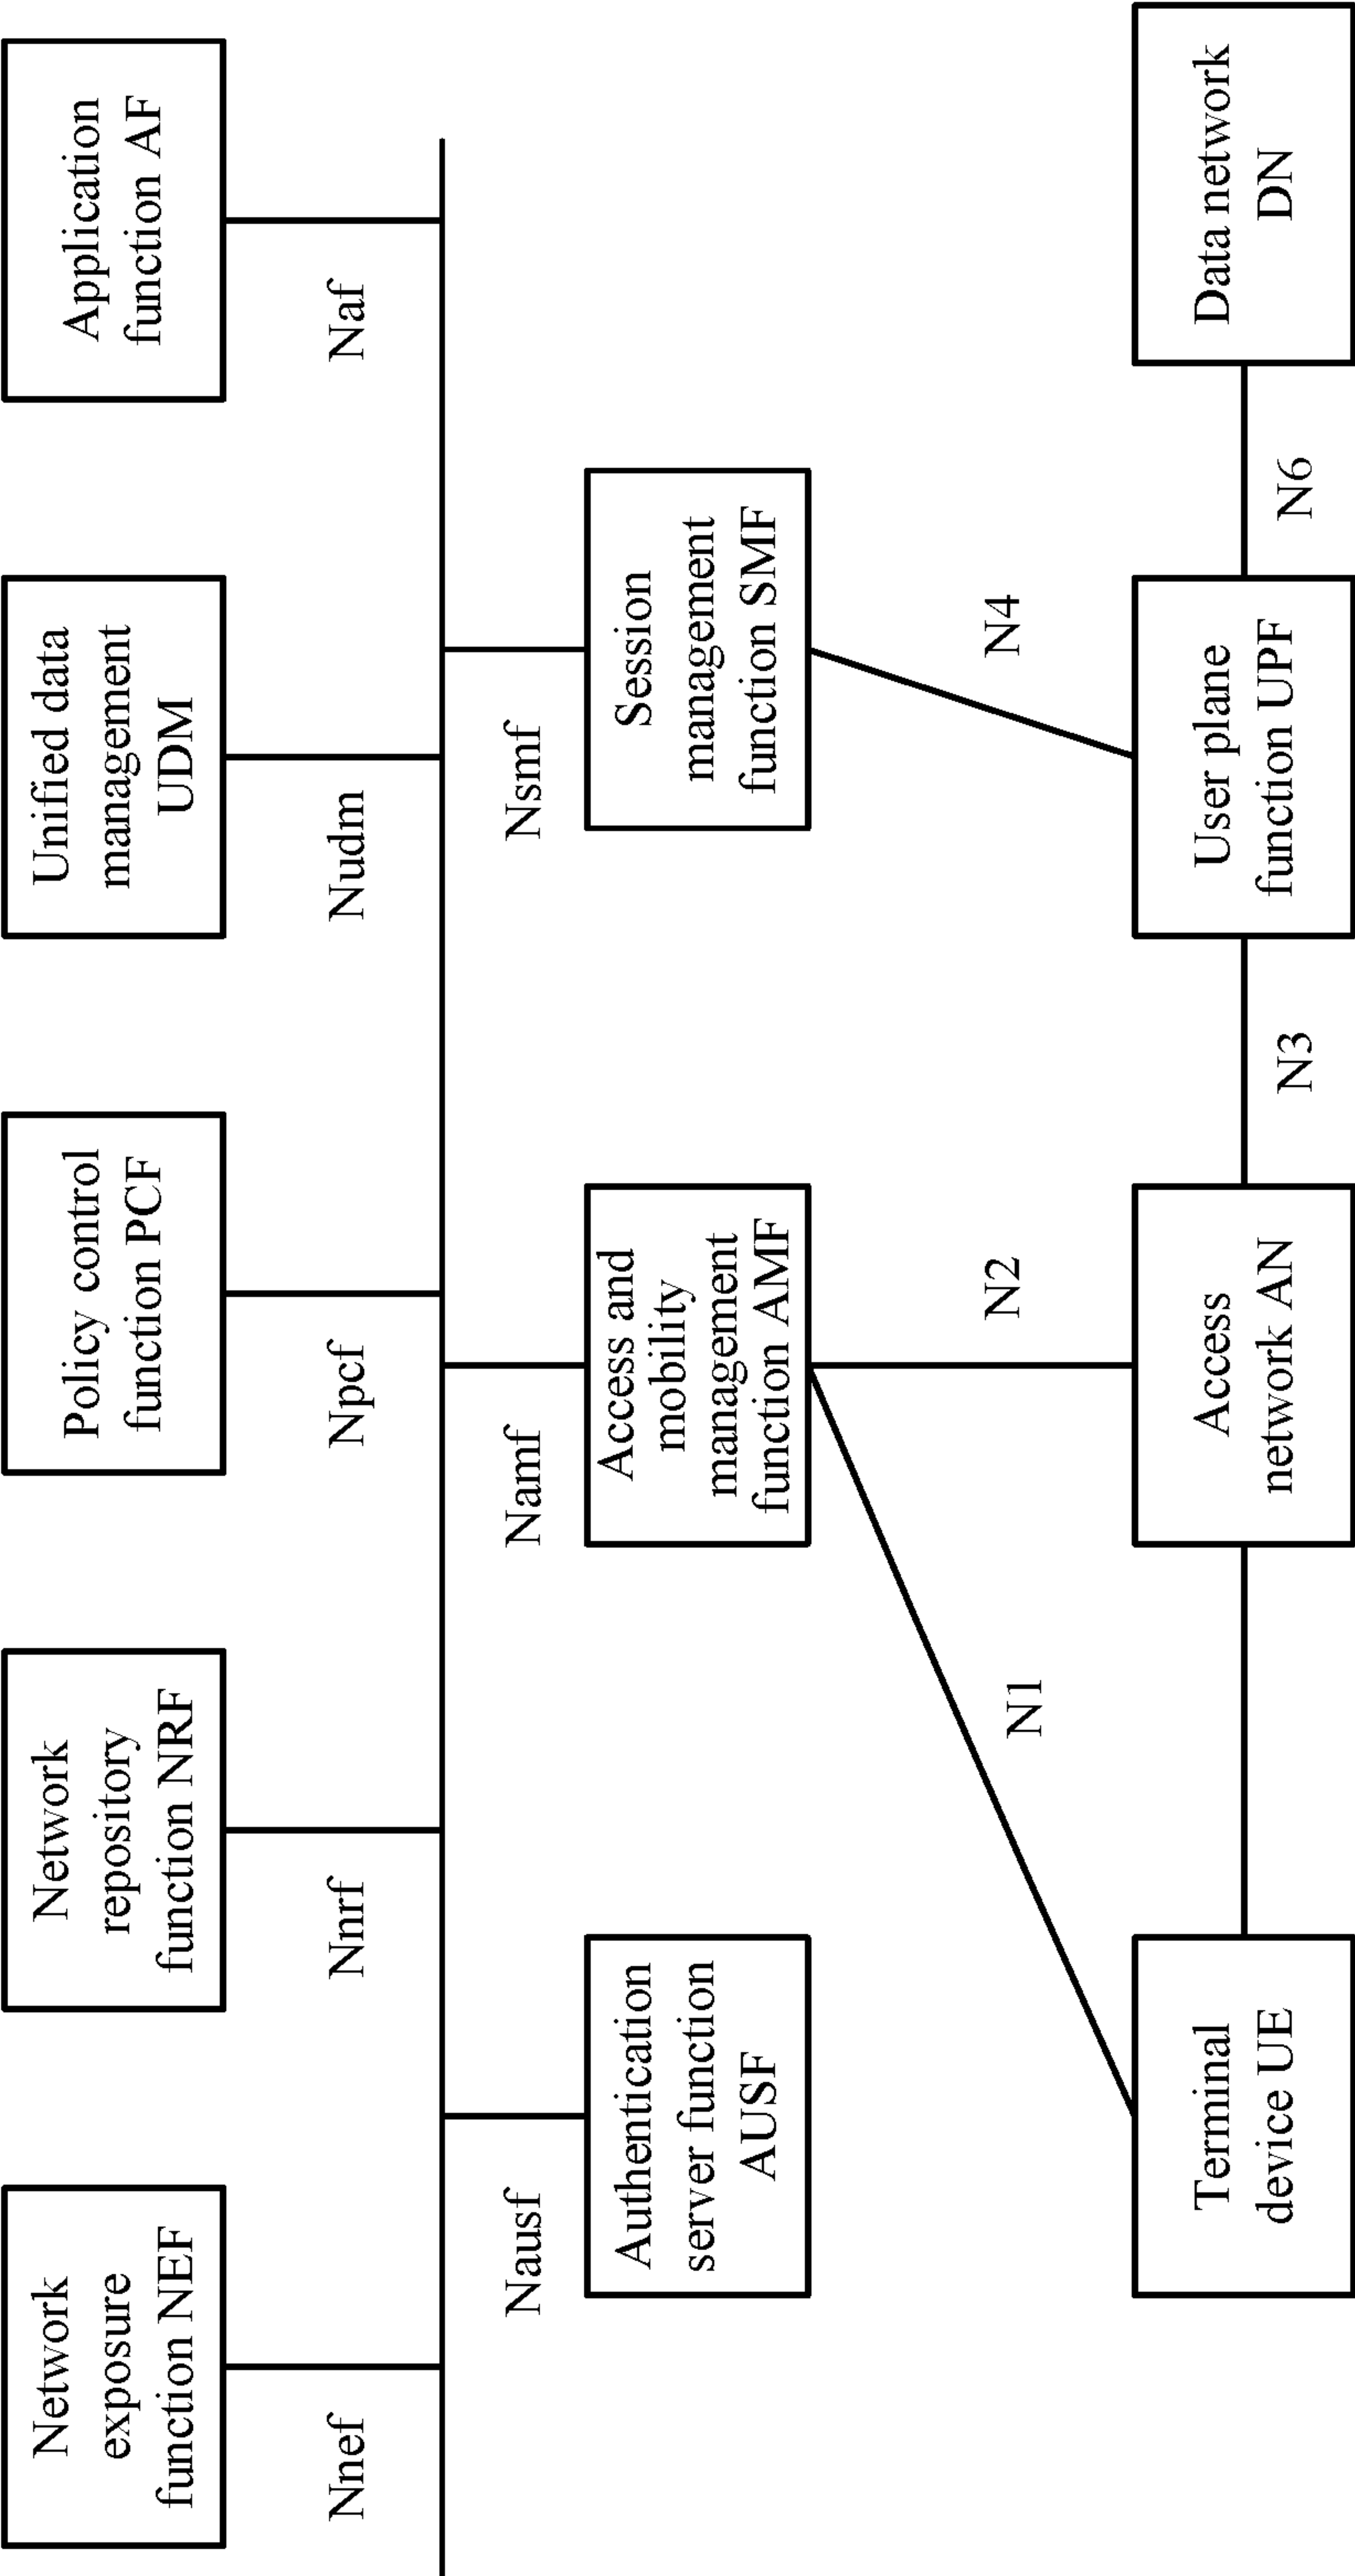 Network
exposure
function NEF
Network
repository
function NRF
Policy control
function PCF
Unified data
management
UDM
Application
function AF
Nnef
Nnrf
Npcf
Nudm
Naf
Nausf
Namf
Nsmf
Authentication
server function
AUSF
Access and
mobility
management
function AMF
Session
management
function SMF
N1
N2
N4
Terminal
device UE
Access
network AN
User plane
function UPF
Data network
DN
N3
N6